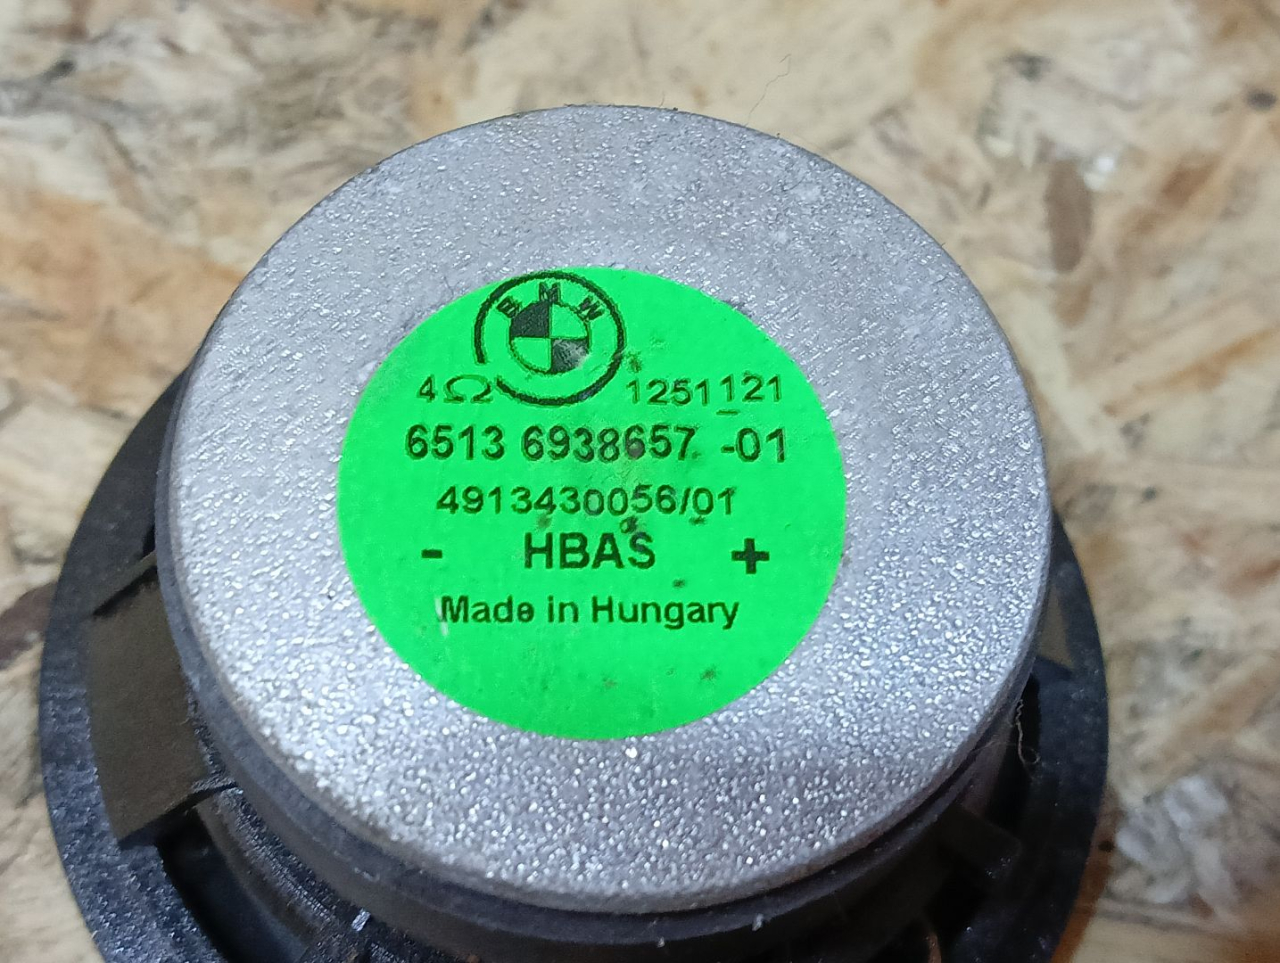 BMW
4Ω 1251121
6513 6938657 -01
4913430056/01
- HBAS +
Made in Hungary